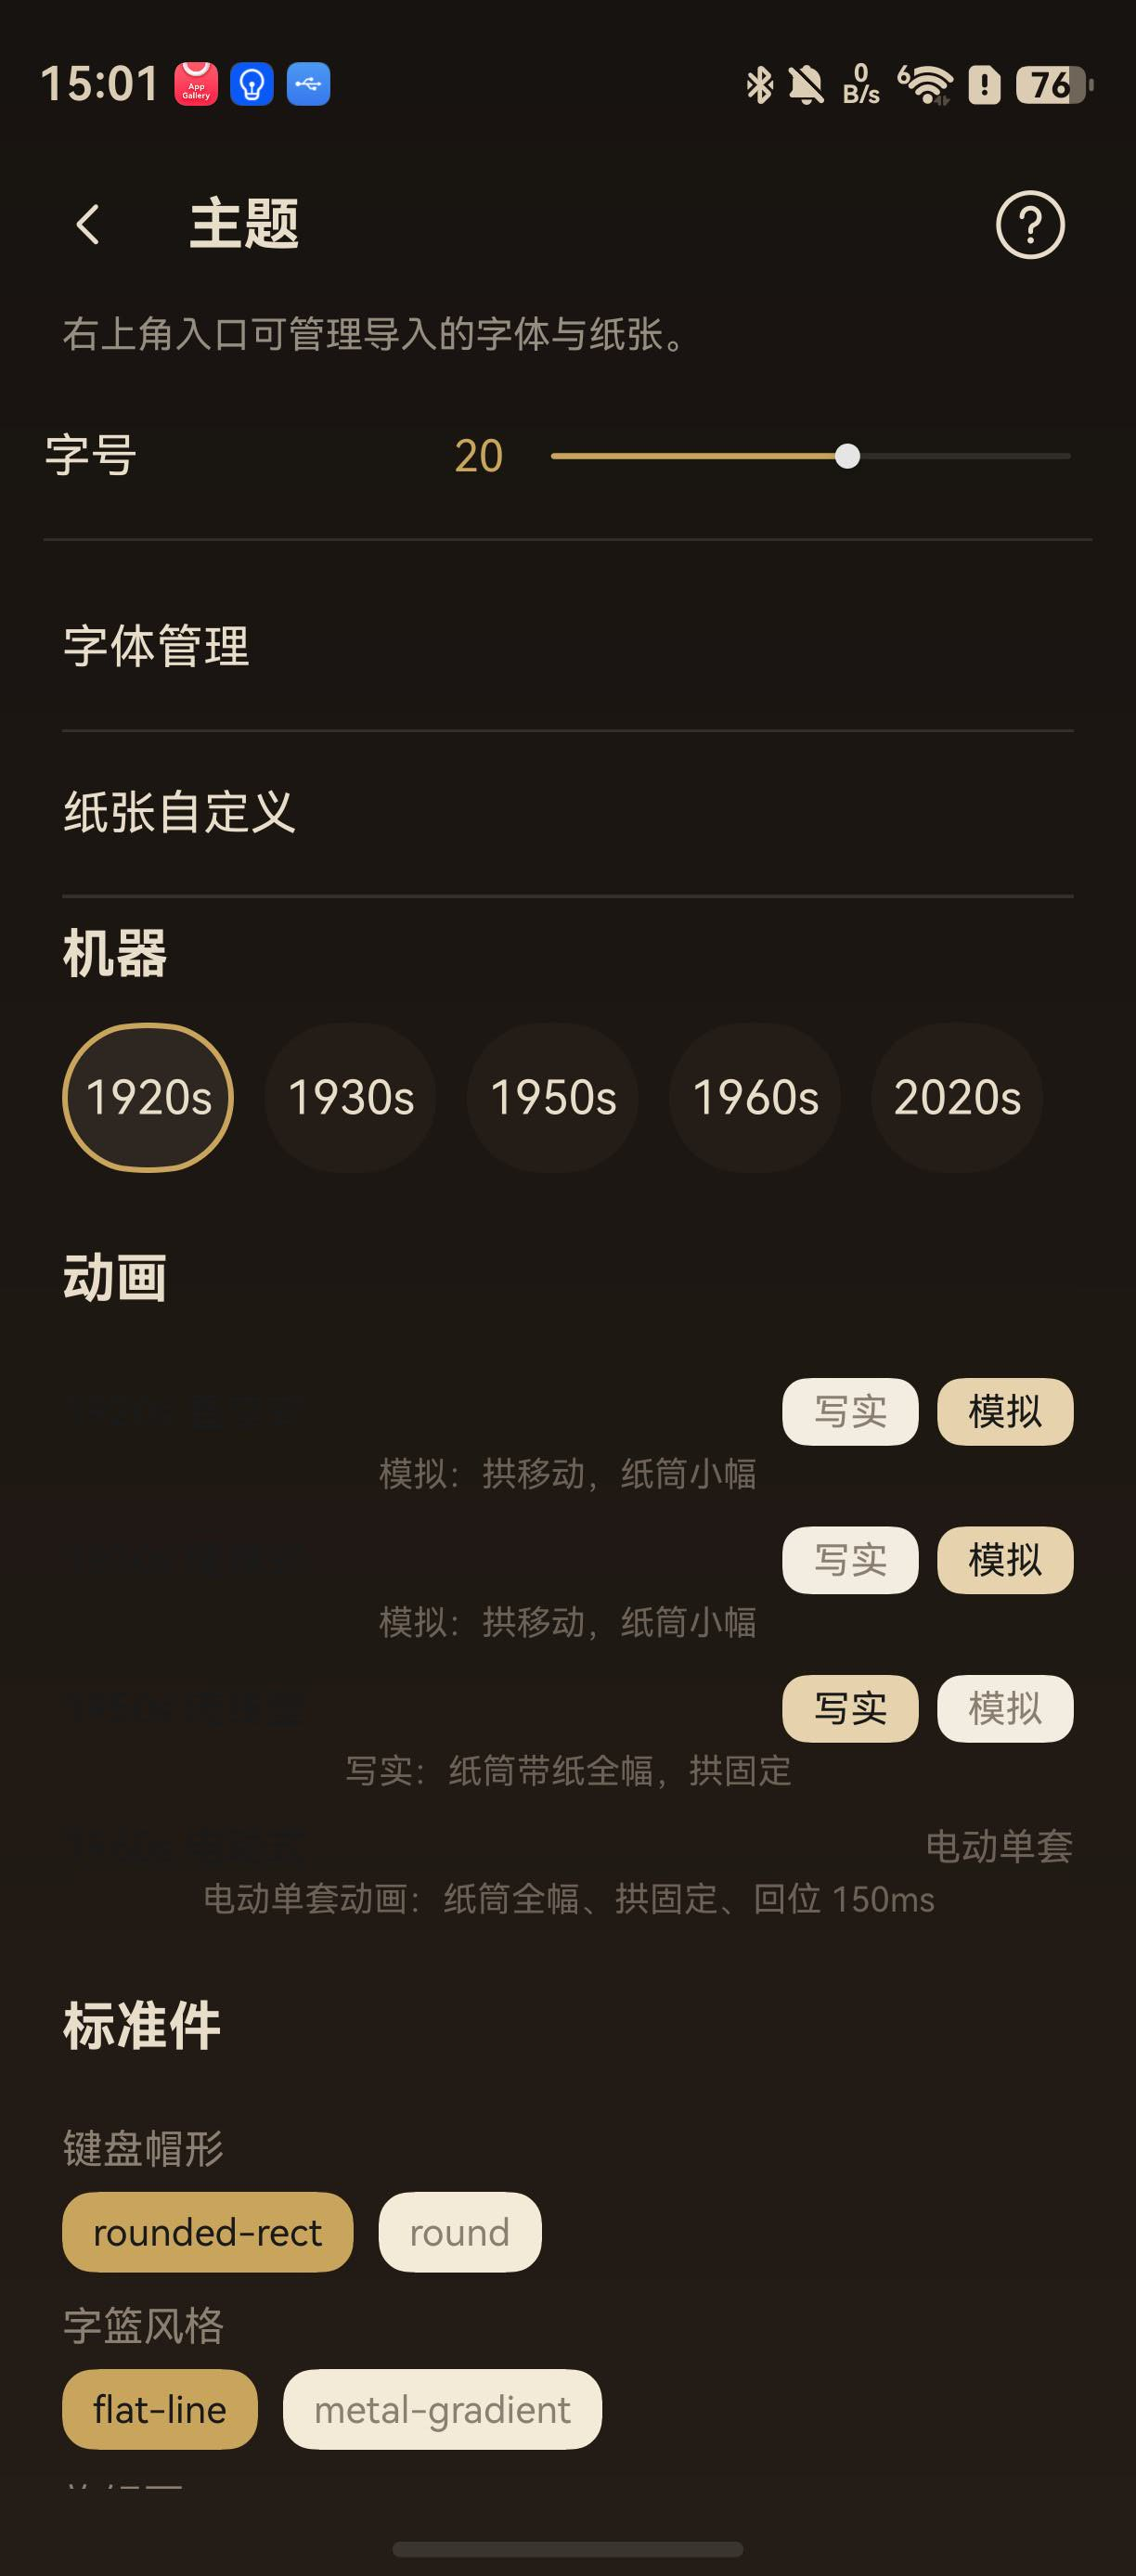 15:01
App
Gallery
0
B/s
6
76
主题
右上角入口可管理导入的字体与纸张。
字号 20
字体管理
纸张自定义
机器
1920s 1930s 1950s 1960s 2020s
动画
写实 模拟
模拟：拱移动，纸筒小幅
写实 模拟
模拟：拱移动，纸筒小幅
写实 模拟
写实：纸筒带纸全幅，拱固定
电动单套
电动单套动画：纸筒全幅、拱固定、回位 150ms
标准件
键盘帽形
rounded-rect round
字篮风格
flat-line metal-gradient